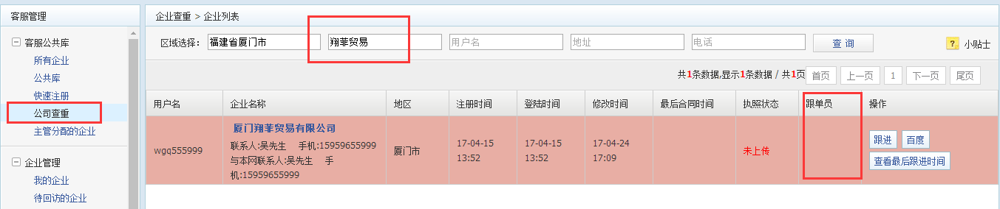 客服管理
客服公共库
所有企业
公共库
快速注册
公司查重
主管分配的企业
企业管理
我的企业
待回访的企业
企业查重 > 企业列表
区域选择： 福建省厦门市 翔菲贸易 用户名 地址 电话 查 询 ? 小贴士
共1条数据,显示1条数据 / 共1页 首页 上一页 1 下一页 尾页
用户名 企业名称 地区 注册时间 登陆时间 修改时间 最后合同时间 执照状态 跟单员 操作
厦门翔菲贸易有限公司
wgq555999 联系人:吴先生 手机:15959655999 厦门市 17-04-15 17-04-15 17-04-24 未上传 跟进 百度
与本网联系人:吴先生 手 13:52 13:52 17:09 查看最后跟进时间
机:15959655999